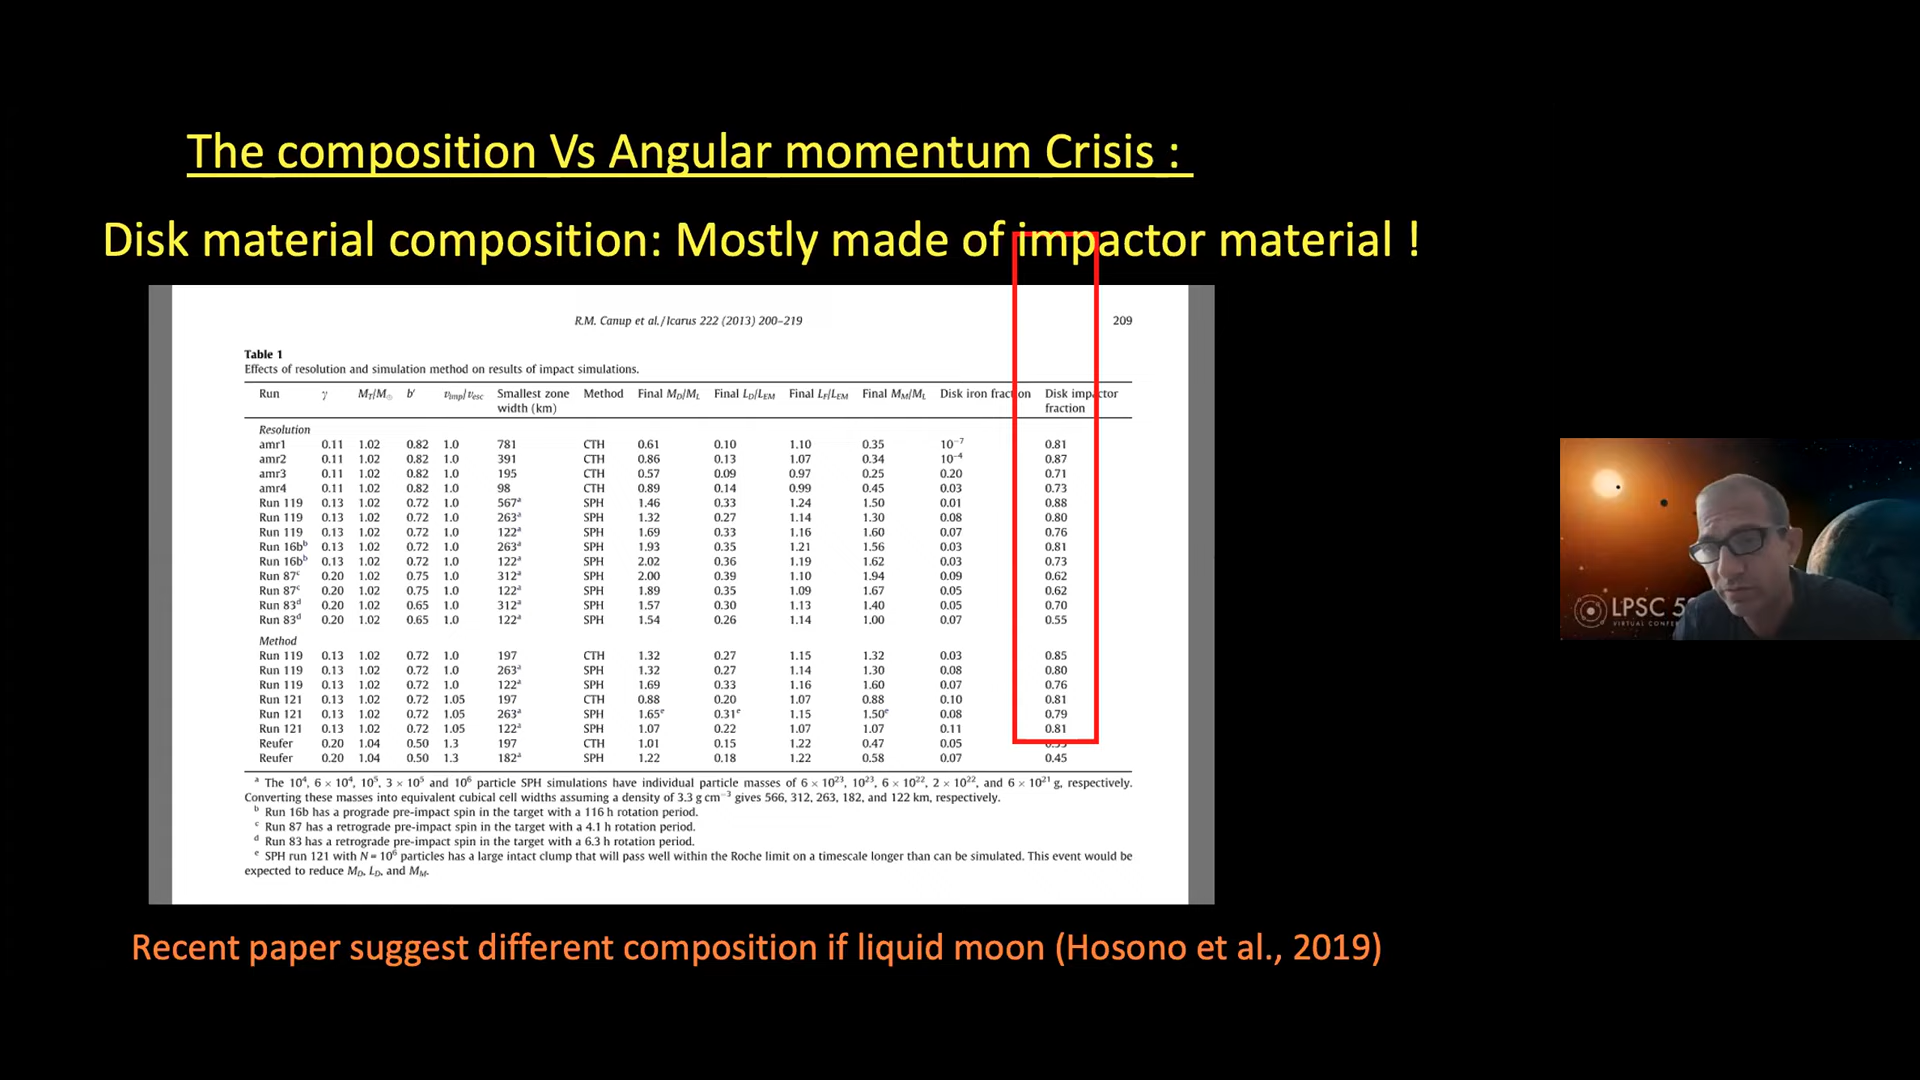 The composition Vs Angular momentum Crisis :
Disk material composition: Mostly made of impactor material !
R.M. Canup et al./Icarus 222 (2013) 200–219 209
Table 1
Effects of resolution and simulation method on results of impact simulations.
Run γ M_T/M_⊕ b′ v_imp/v_esc Smallest zone width (km) Method Final M_D/M_L Final L_D/L_EM Final L_F/L_EM Final M_M/M_L Disk iron fraction Disk impactor fraction
Resolution
amr1 0.11 1.02 0.82 1.0 781 CTH 0.61 0.10 1.10 0.35 10⁻⁷ 0.81
amr2 0.11 1.02 0.82 1.0 391 CTH 0.86 0.13 1.07 0.34 10⁻⁴ 0.87
amr3 0.11 1.02 0.82 1.0 195 CTH 0.57 0.09 0.97 0.25 0.20 0.71
amr4 0.11 1.02 0.82 1.0 98 CTH 0.89 0.14 0.99 0.45 0.03 0.73
Run 119 0.13 1.02 0.72 1.0 567ᵃ SPH 1.46 0.33 1.24 1.50 0.01 0.88
Run 119 0.13 1.02 0.72 1.0 263ᵃ SPH 1.32 0.27 1.14 1.30 0.08 0.80
Run 119 0.13 1.02 0.72 1.0 122ᵃ SPH 1.69 0.33 1.16 1.60 0.07 0.76
Run 16bᵇ 0.13 1.02 0.72 1.0 263ᵃ SPH 1.93 0.35 1.21 1.56 0.03 0.81
Run 16bᵇ 0.13 1.02 0.72 1.0 122ᵃ SPH 2.02 0.36 1.19 1.62 0.03 0.73
Run 87ᶜ 0.20 1.02 0.75 1.0 312ᵃ SPH 2.00 0.39 1.10 1.94 0.09 0.62
Run 87ᶜ 0.20 1.02 0.75 1.0 122ᵃ SPH 1.89 0.35 1.09 1.67 0.05 0.62
Run 83ᵈ 0.20 1.02 0.65 1.0 312ᵃ SPH 1.57 0.30 1.13 1.40 0.05 0.70
Run 83ᵈ 0.20 1.02 0.65 1.0 122ᵃ SPH 1.54 0.26 1.14 1.00 0.07 0.55
Method
Run 119 0.13 1.02 0.72 1.0 197 CTH 1.32 0.27 1.15 1.32 0.03 0.85
Run 119 0.13 1.02 0.72 1.0 263ᵃ SPH 1.32 0.27 1.14 1.30 0.08 0.80
Run 119 0.13 1.02 0.72 1.0 122ᵃ SPH 1.69 0.33 1.16 1.60 0.07 0.76
Run 121 0.13 1.02 0.72 1.05 197 CTH 0.88 0.20 1.07 0.88 0.10 0.81
Run 121 0.13 1.02 0.72 1.05 263ᵃ SPH 1.65ᵉ 0.31ᵉ 1.15 1.50ᵉ 0.08 0.79
Run 121 0.13 1.02 0.72 1.05 122ᵃ SPH 1.07 0.22 1.07 1.07 0.11 0.81
Reufer 0.20 1.04 0.50 1.3 197 CTH 1.01 0.15 1.22 0.47 0.05
Reufer 0.20 1.04 0.50 1.3 182ᵃ SPH 1.22 0.18 1.22 0.58 0.07 0.45
ᵃ The 10⁴, 6 × 10⁴, 10⁵, 3 × 10⁵ and 10⁶ particle SPH simulations have individual particle masses of 6 × 10²³, 10²³, 6 × 10²², 2 × 10²², and 6 × 10²¹ g, respectively.
Converting these masses into equivalent cubical cell widths assuming a density of 3.3 g cm⁻³ gives 566, 312, 263, 182, and 122 km, respectively.
ᵇ Run 16b has a prograde pre-impact spin in the target with a 116 h rotation period.
ᶜ Run 87 has a retrograde pre-impact spin in the target with a 4.1 h rotation period.
ᵈ Run 83 has a retrograde pre-impact spin in the target with a 6.3 h rotation period.
ᵉ SPH run 121 with N = 10⁶ particles has a large intact clump that will pass well within the Roche limit on a timescale longer than can be simulated. This event would be
expected to reduce M_D, L_D, and M_M.
Recent paper suggest different composition if liquid moon (Hosono et al., 2019)
LPSC 5
VIRTUAL